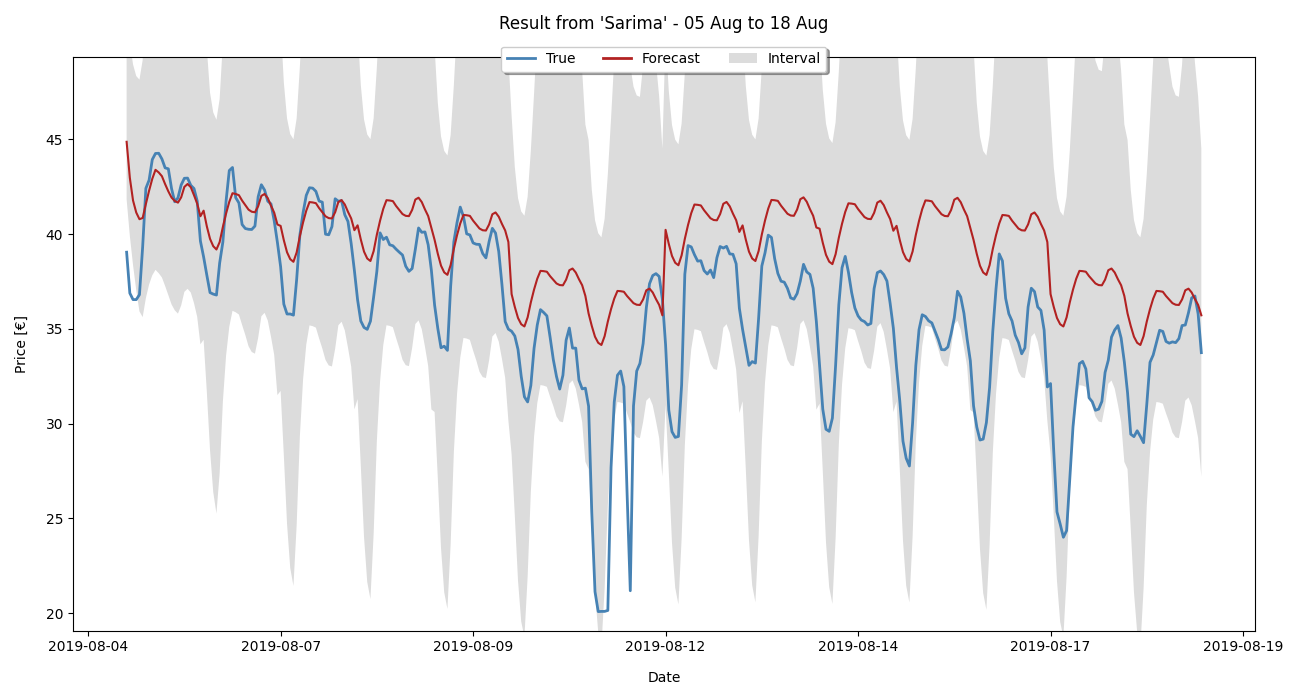 Result from 'Sarima' - 05 Aug to 18 Aug
True Forecast Interval
Price [€]
45
40
35
30
25
20
2019-08-04 2019-08-07 2019-08-09 2019-08-12 2019-08-14 2019-08-17 2019-08-19
Date